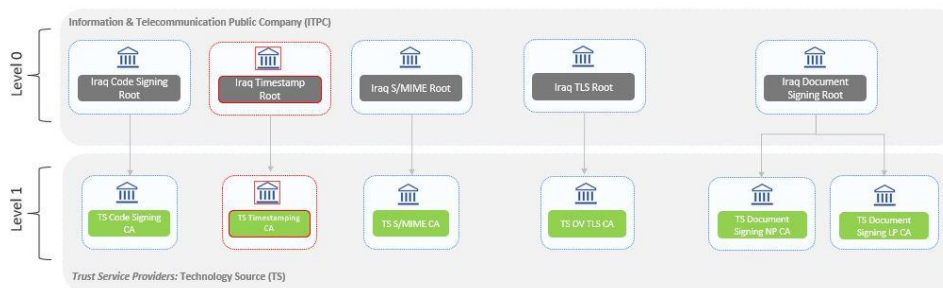 Information & Telecommunication Public Company (ITPC)
Level 0
Iraq Code Signing
Root
Iraq Timestamp
Root
Iraq S/MIME Root
Iraq TLS Root
Iraq Document
Signing Root
Level 1
TS Code Signing
CA
TS Timestamping
CA
TS S/MIME CA
TS OV TLS CA
TS Document
Signing NP CA
TS Document
Signing LP CA
Trust Service Providers: Technology Source (TS)